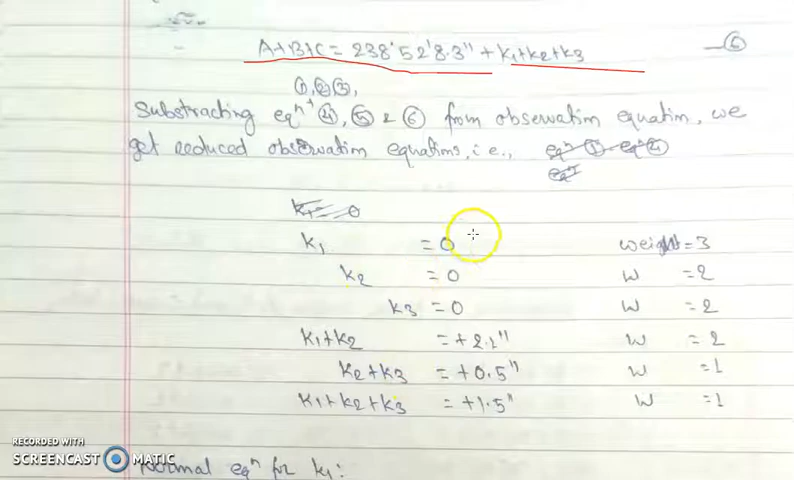 A+B+C = 238°52'8.3" + k1+k2+k3 —⑥
①,②③,
Substracting eqⁿ ④, ⑤ & ⑥ from observation equation, we
get reduced observation equations, i.e.,
k1 = 0 weight = 3
k2 = 0 W = 2
k3 = 0 W = 2
k1+k2 = +2.1" W = 2
k2+k3 = +0.5" W = 1
k1+k2+k3 = +1.5" W = 1
RECORDED WITH
SCREENCAST MATIC
Normal eqⁿ for k1: